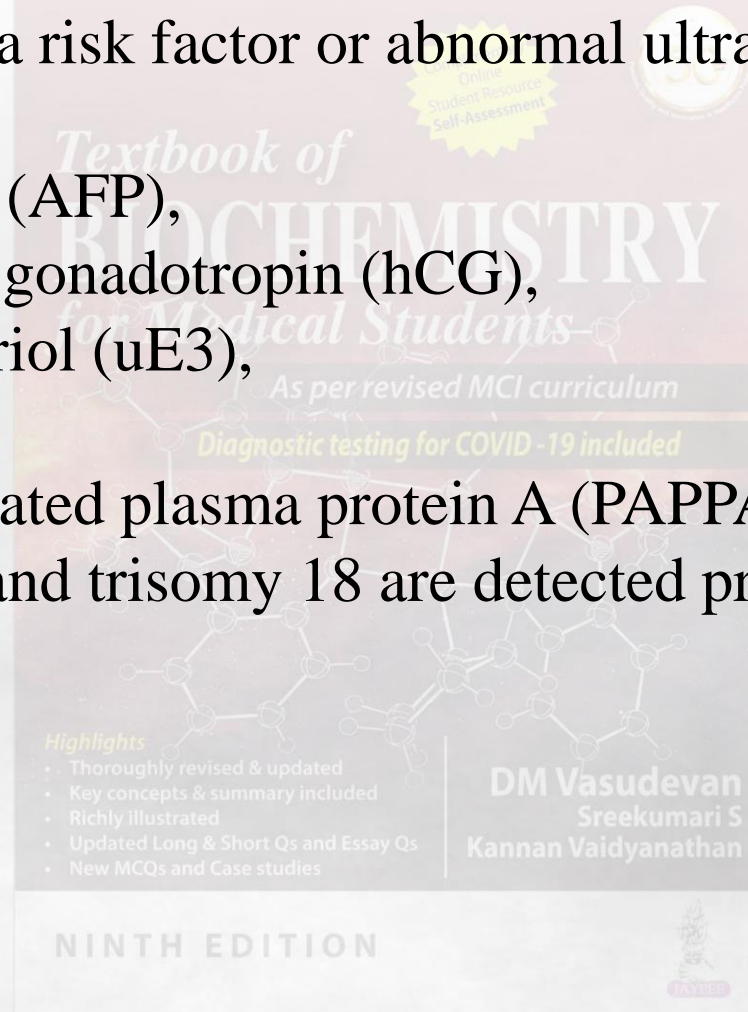 a risk factor or abnormal ultra
Online
Student Resource
Self-Assessment
Textbook of
(AFP),
BIOCHEMISTRY
gonadotropin (hCG),
for Medical Students
riol (uE3),
As per revised MCI curriculum
Diagnostic testing for COVID -19 included
ated plasma protein A (PAPPA
and trisomy 18 are detected pr
Highlights
• Thoroughly revised & updated
• Key concepts & summary included
• Richly illustrated
• Updated Long & Short Qs and Essay Qs
• New MCQs and Case studies
DM Vasudevan
Sreekumari S
Kannan Vaidyanathan
NINTH EDITION
JAYPEE